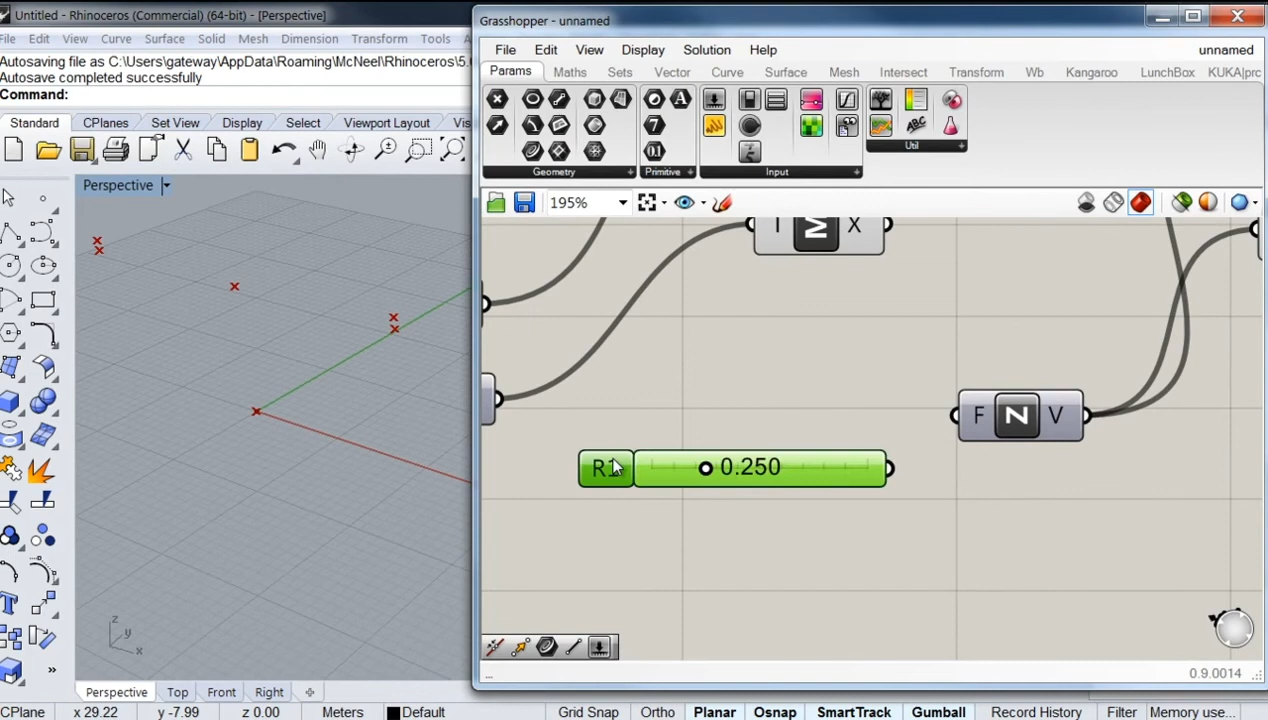 Untitled - Rhinoceros (Commercial) (64-bit) - [Perspective]
File Edit View Curve Surface Solid Mesh Dimension Transform Tools
Autosaving file as C:\Users\gateway\AppData\Roaming\McNeel\Rhinoceros\5.
Autosave completed successfully
Command:
Standard CPlanes Set View Display Select Viewport Layout
Perspective
z
y
x
Perspective Top Front Right
Grasshopper - unnamed
File Edit View Display Solution Help unnamed
Params Maths Sets Vector Curve Surface Mesh Intersect Transform Wb Kangaroo LunchBox KUKA|prc
Geometry Primitive Input Util
195%
I M X
F N V
0.250
...
0.9.0014
CPlane x 29.22 y -7.99 z 0.00 Meters Default Grid Snap Ortho Planar Osnap SmartTrack Gumball Record History Filter Memory use...